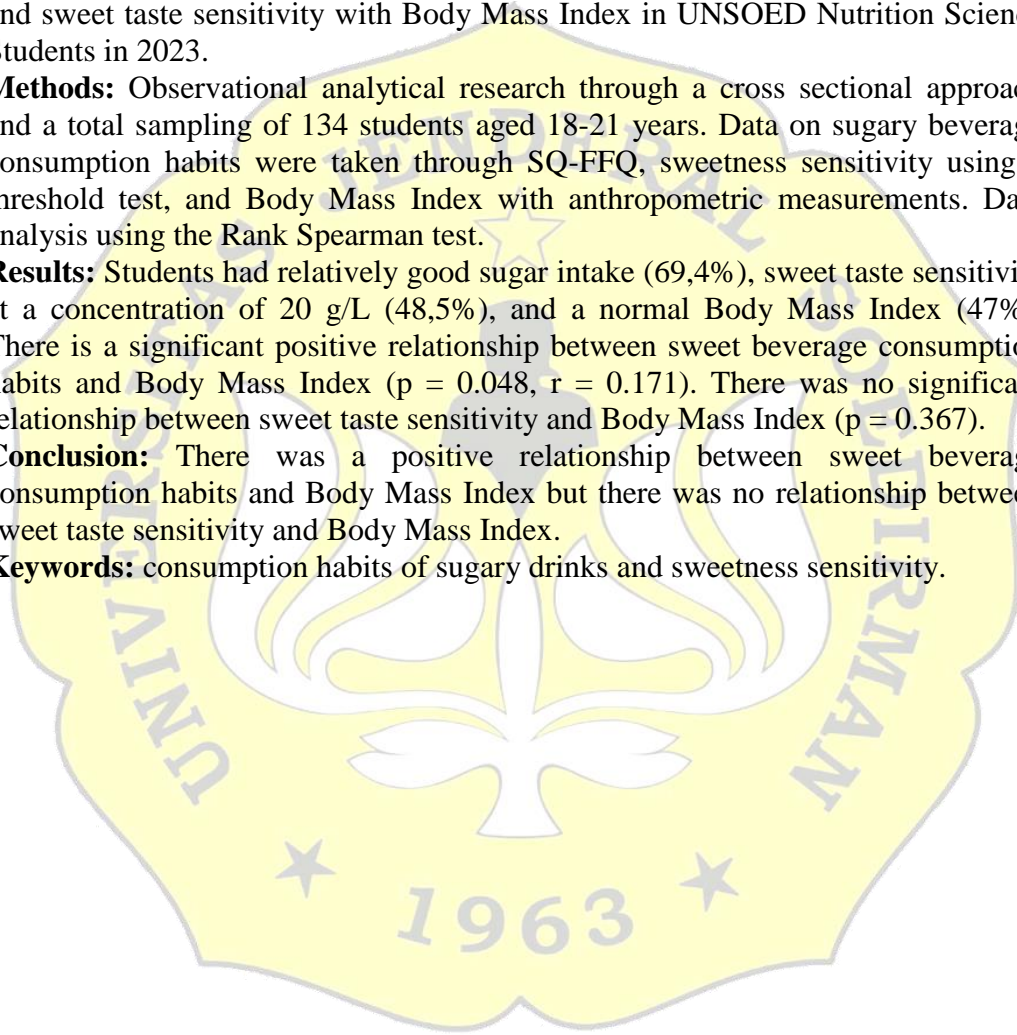 nd sweet taste sensitivity with Body Mass Index in UNSOED Nutrition Scienc
Students in 2023.
Methods: Observational analytical research through a cross sectional approac
nd a total sampling of 134 students aged 18-21 years. Data on sugary beverag
onsumption habits were taken through SQ-FFQ, sweetness sensitivity using
hreshold test, and Body Mass Index with anthropometric measurements. Da
nalysis using the Rank Spearman test.
Results: Students had relatively good sugar intake (69,4%), sweet taste sensitivi
t a concentration of 20 g/L (48,5%), and a normal Body Mass Index (47%
There is a significant positive relationship between sweet beverage consumptio
abits and Body Mass Index (p = 0.048, r = 0.171). There was no significa
elationship between sweet taste sensitivity and Body Mass Index (p = 0.367).
Conclusion: There was a positive relationship between sweet beverag
onsumption habits and Body Mass Index but there was no relationship betwee
weet taste sensitivity and Body Mass Index.
Keywords: consumption habits of sugary drinks and sweetness sensitivity.
UNIVERSITAS JENDERAL SOEDIRMAN
1963